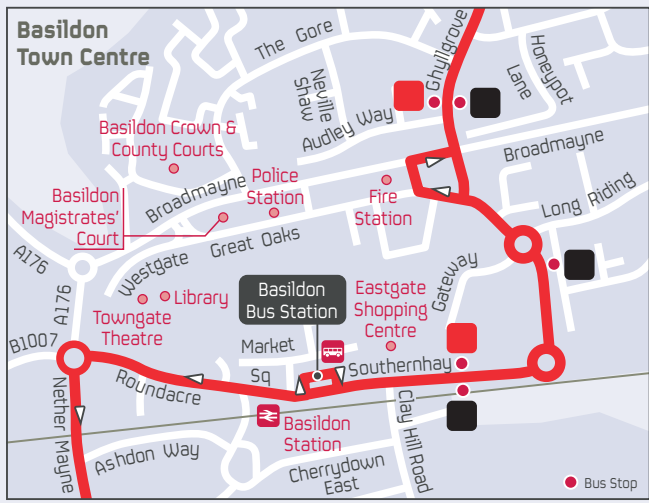 Basildon
Town Centre
The Gore
Neville
Shaw
Audley Way
Ghyllgrove
Honeypot
Lane
Broadmayne
Basildon Crown &
County Courts
Police
Station
Broadmayne
Basildon
Magistrates'
Court
Fire
Station
Long Riding
Great Oaks
A176
Westgate
Gateway
A176
Library
Towngate
Theatre
Basildon
Bus Station
Eastgate
Shopping
Centre
B1007
Market
Sq
Southernhay
Roundacre
Nether Mayne
Basildon
Station
Clay Hill Road
Ashdon Way
Cherrydown
East
Bus Stop